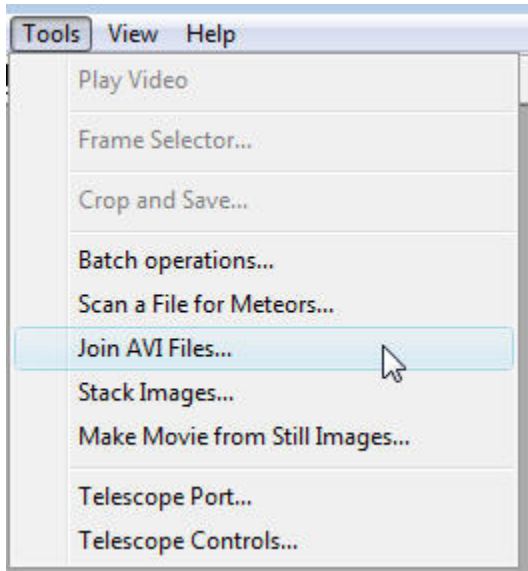 Tools View Help
Play Video
Frame Selector...
Crop and Save...
Batch operations...
Scan a File for Meteors...
Join AVI Files...
Stack Images...
Make Movie from Still Images...
Telescope Port...
Telescope Controls...